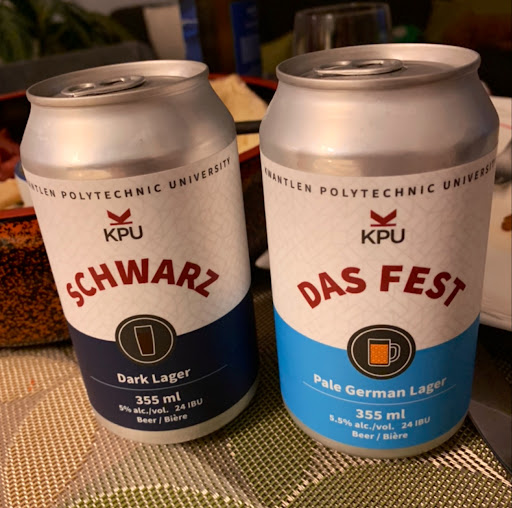 KWANTLEN POLYTECHNIC UNIVERSITY
KPU
SCHWARZ
Dark Lager
355 ml
5% alc./vol. 24 IBU
Beer / Bière
KWANTLEN POLYTECHNIC UNIVERSITY
KPU
DAS FEST
Pale German Lager
355 ml
5.5% alc./vol. 24 IBU
Beer / Bière